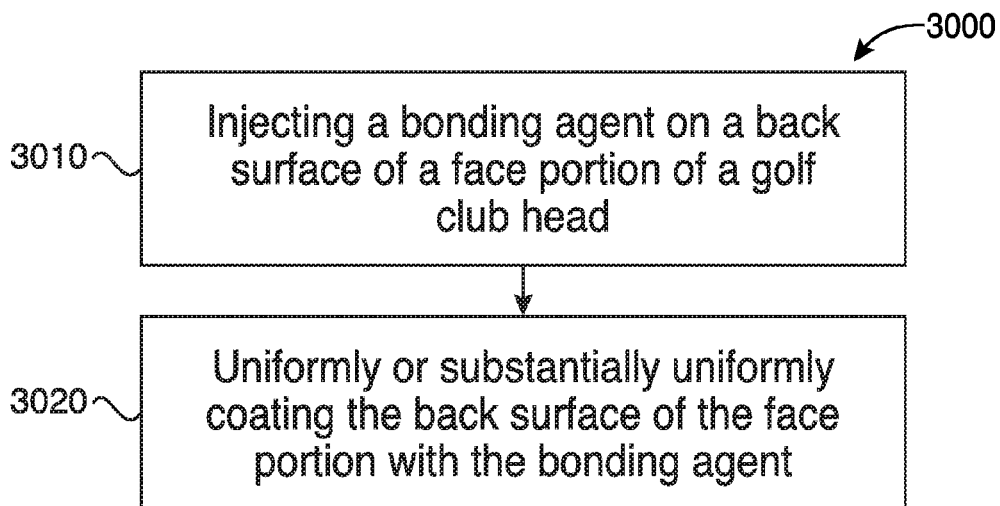 3000
3010
Injecting a bonding agent on a back
surface of a face portion of a golf
club head
3020
Uniformly or substantially uniformly
coating the back surface of the face
portion with the bonding agent